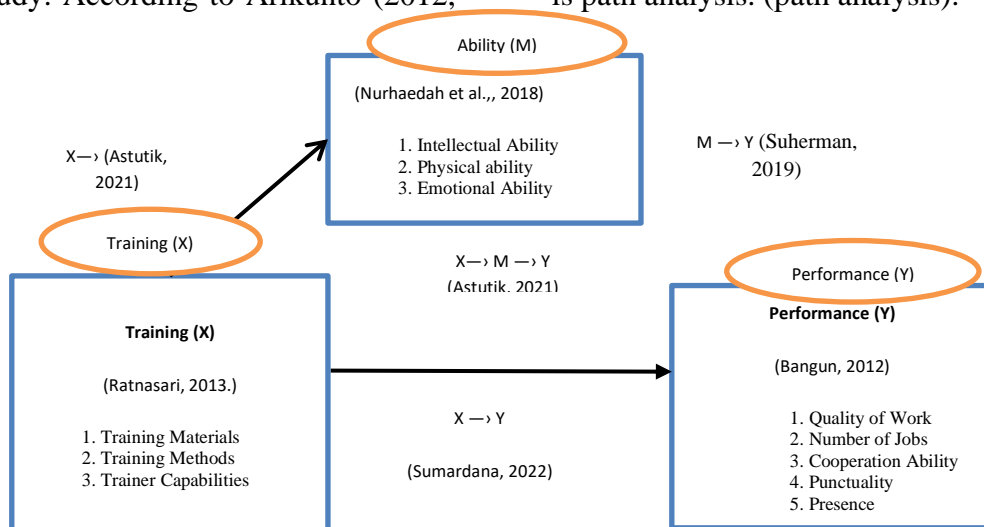 udy. According to Arikunto (2012,
is path analysis. (path analysis).
Ability (M)
(Nurhaedah et al.,, 2018)
1. Intellectual Ability
2. Physical ability
3. Emotional Ability
X—› (Astutik,
2021)
M —› Y (Suherman,
2019)
Training (X)
X—› M —› Y
(Astutik, 2021)
Performance (Y)
Training (X)
(Ratnasari, 2013.)
1. Training Materials
2. Training Methods
3. Trainer Capabilities
Performance (Y)
(Bangun, 2012)
1. Quality of Work
2. Number of Jobs
3. Cooperation Ability
4. Punctuality
5. Presence
X —› Y
(Sumardana, 2022)